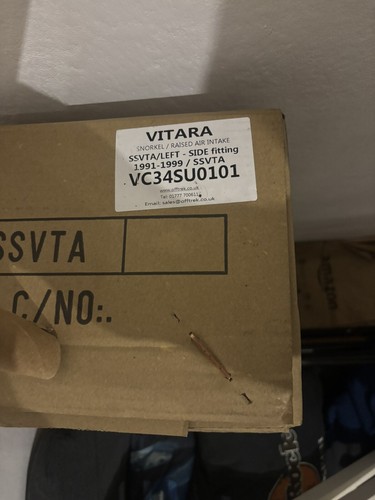 VITARA
SNORKEL / RAISED AIR INTAKE
SSVTA/LEFT - SIDE fitting
1991-1999 / SSVTA
VC34SU0101
SSVTA
C/NO:.